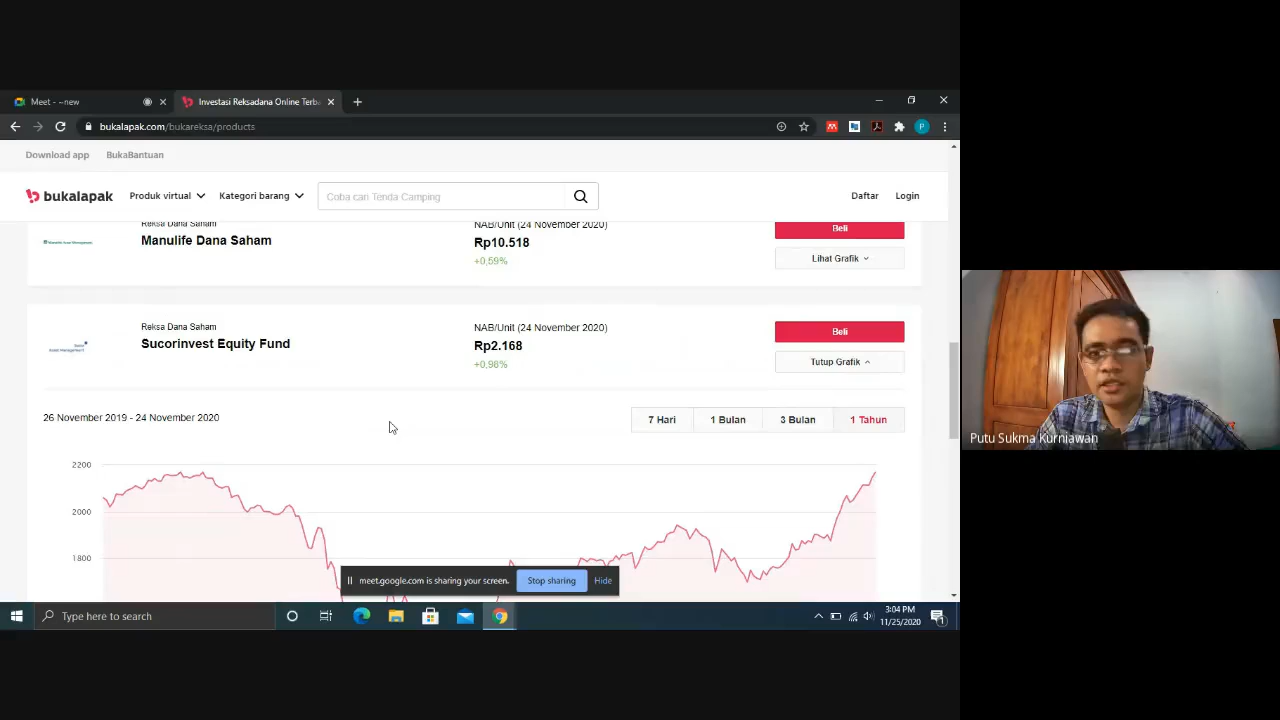 Meet - ~new
Investasi Reksadana Online Terba
bukalapak.com/bukareksa/products
Download app
BukaBantuan
bukalapak
Produk virtual
Kategori barang
Coba cari Tenda Camping
Daftar
Login
Reksa Dana Saham
Manulife Dana Saham
NAB/Unit (24 November 2020)
Rp10.518
+0,59%
Beli
Lihat Grafik
Reksa Dana Saham
Sucorinvest Equity Fund
NAB/Unit (24 November 2020)
Rp2.168
+0,98%
Beli
Tutup Grafik
26 November 2019 - 24 November 2020
7 Hari
1 Bulan
3 Bulan
1 Tahun
2200
2000
1800
meet.google.com is sharing your screen.
Stop sharing
Hide
Type here to search
3:04 PM
11/25/2020
Putu Sukma Kurniawan